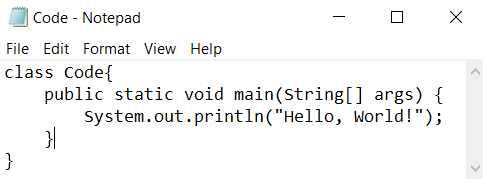 Code - Notepad
File Edit Format View Help
class Code{
    public static void main(String[] args) {
        System.out.println("Hello, World!");
    }
}